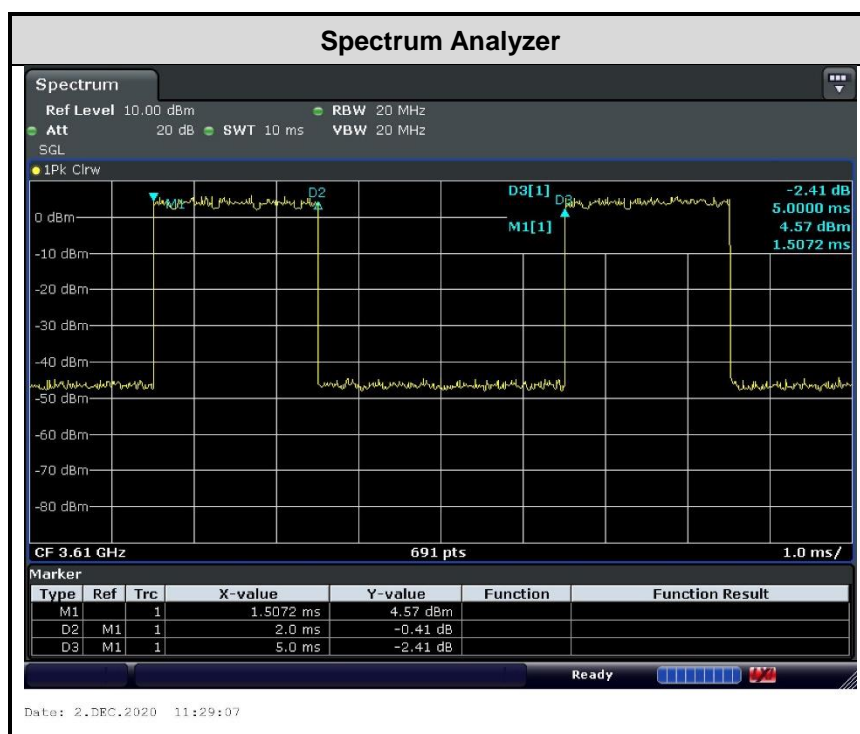 Spectrum Analyzer
Spectrum
Ref Level 10.00 dBm RBW 20 MHz
Att 20 dB SWT 10 ms VBW 20 MHz
SGL
1Pk Clrw
D3[1] -2.41 dB
5.0000 ms
M1[1] 4.57 dBm
1.5072 ms
M1
D2
D3
0 dBm
-10 dBm
-20 dBm
-30 dBm
-40 dBm
-50 dBm
-60 dBm
-70 dBm
-80 dBm
CF 3.61 GHz 691 pts 1.0 ms/
Marker
Type Ref Trc X-value Y-value Function Function Result
M1 1 1.5072 ms 4.57 dBm
D2 M1 1 2.0 ms -0.41 dB
D3 M1 1 5.0 ms -2.41 dB
Ready
Date: 2.DEC.2020 11:29:07